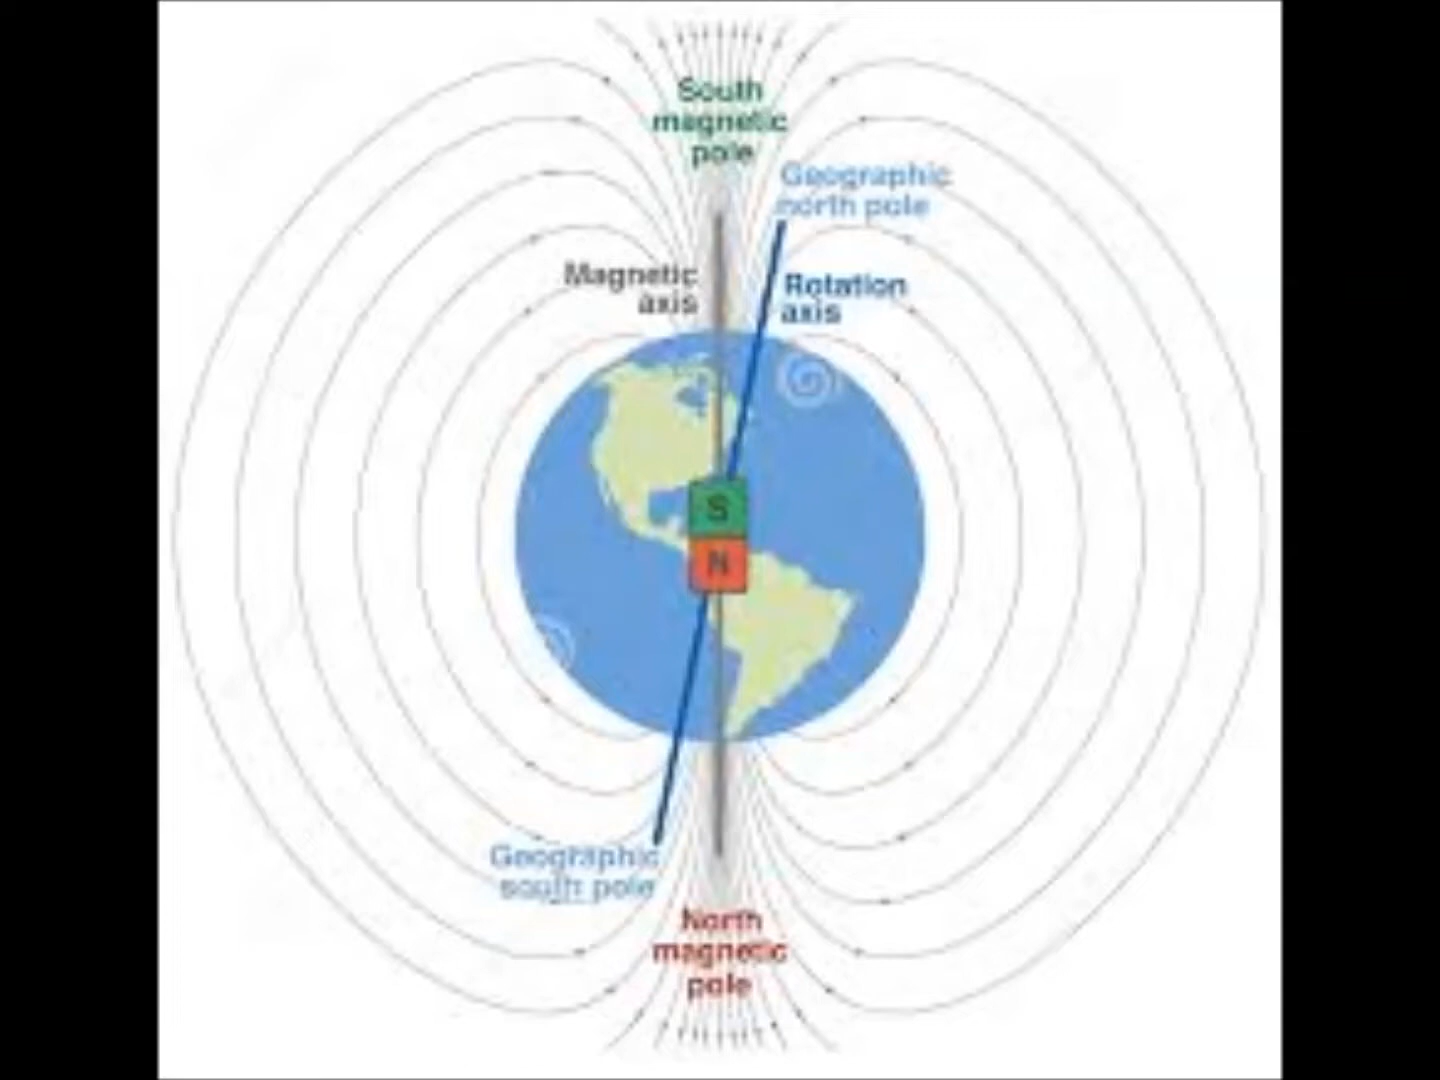 South
magnetic
pole
Geographic
north pole
Magnetic
axis
Rotation
axis
S
N
Geographic
south pole
North
magnetic
pole